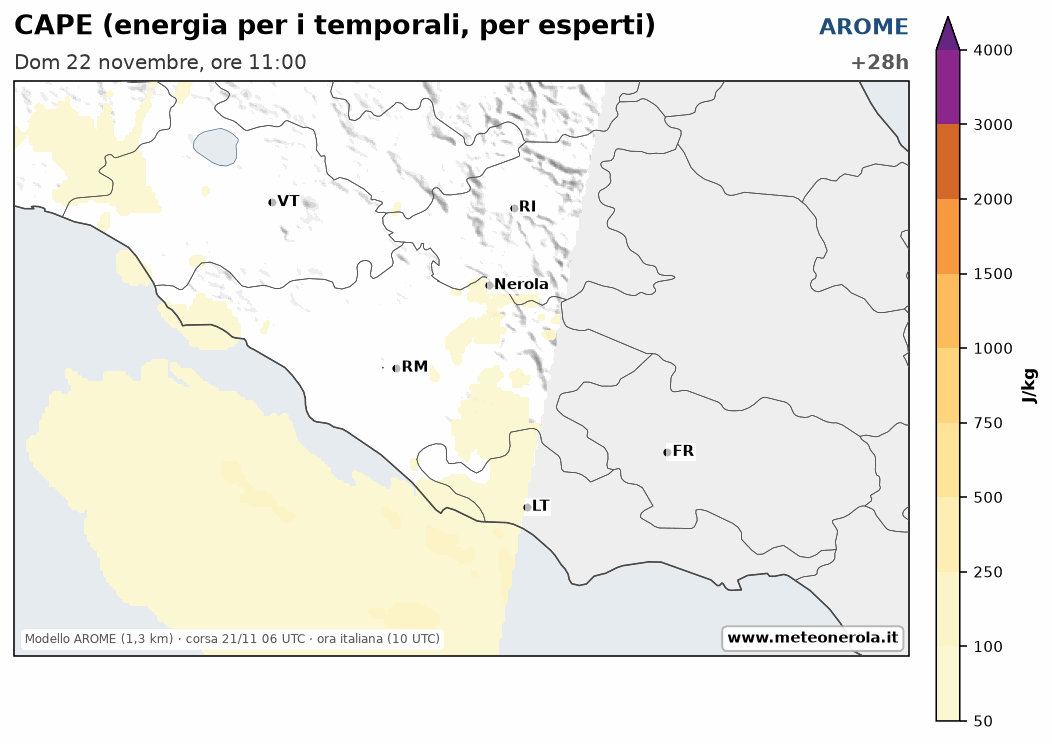 CAPE (energia per i temporali, per esperti)
AROME
Dom 22 novembre, ore 11:00
+28h
VT
RI
Nerola
RM
FR
LT
Modello AROME (1,3 km) · corsa 21/11 06 UTC · ora italiana (10 UTC)
www.meteonerola.it
4000
3000
2000
1500
1000
750
500
250
100
50
J/kg